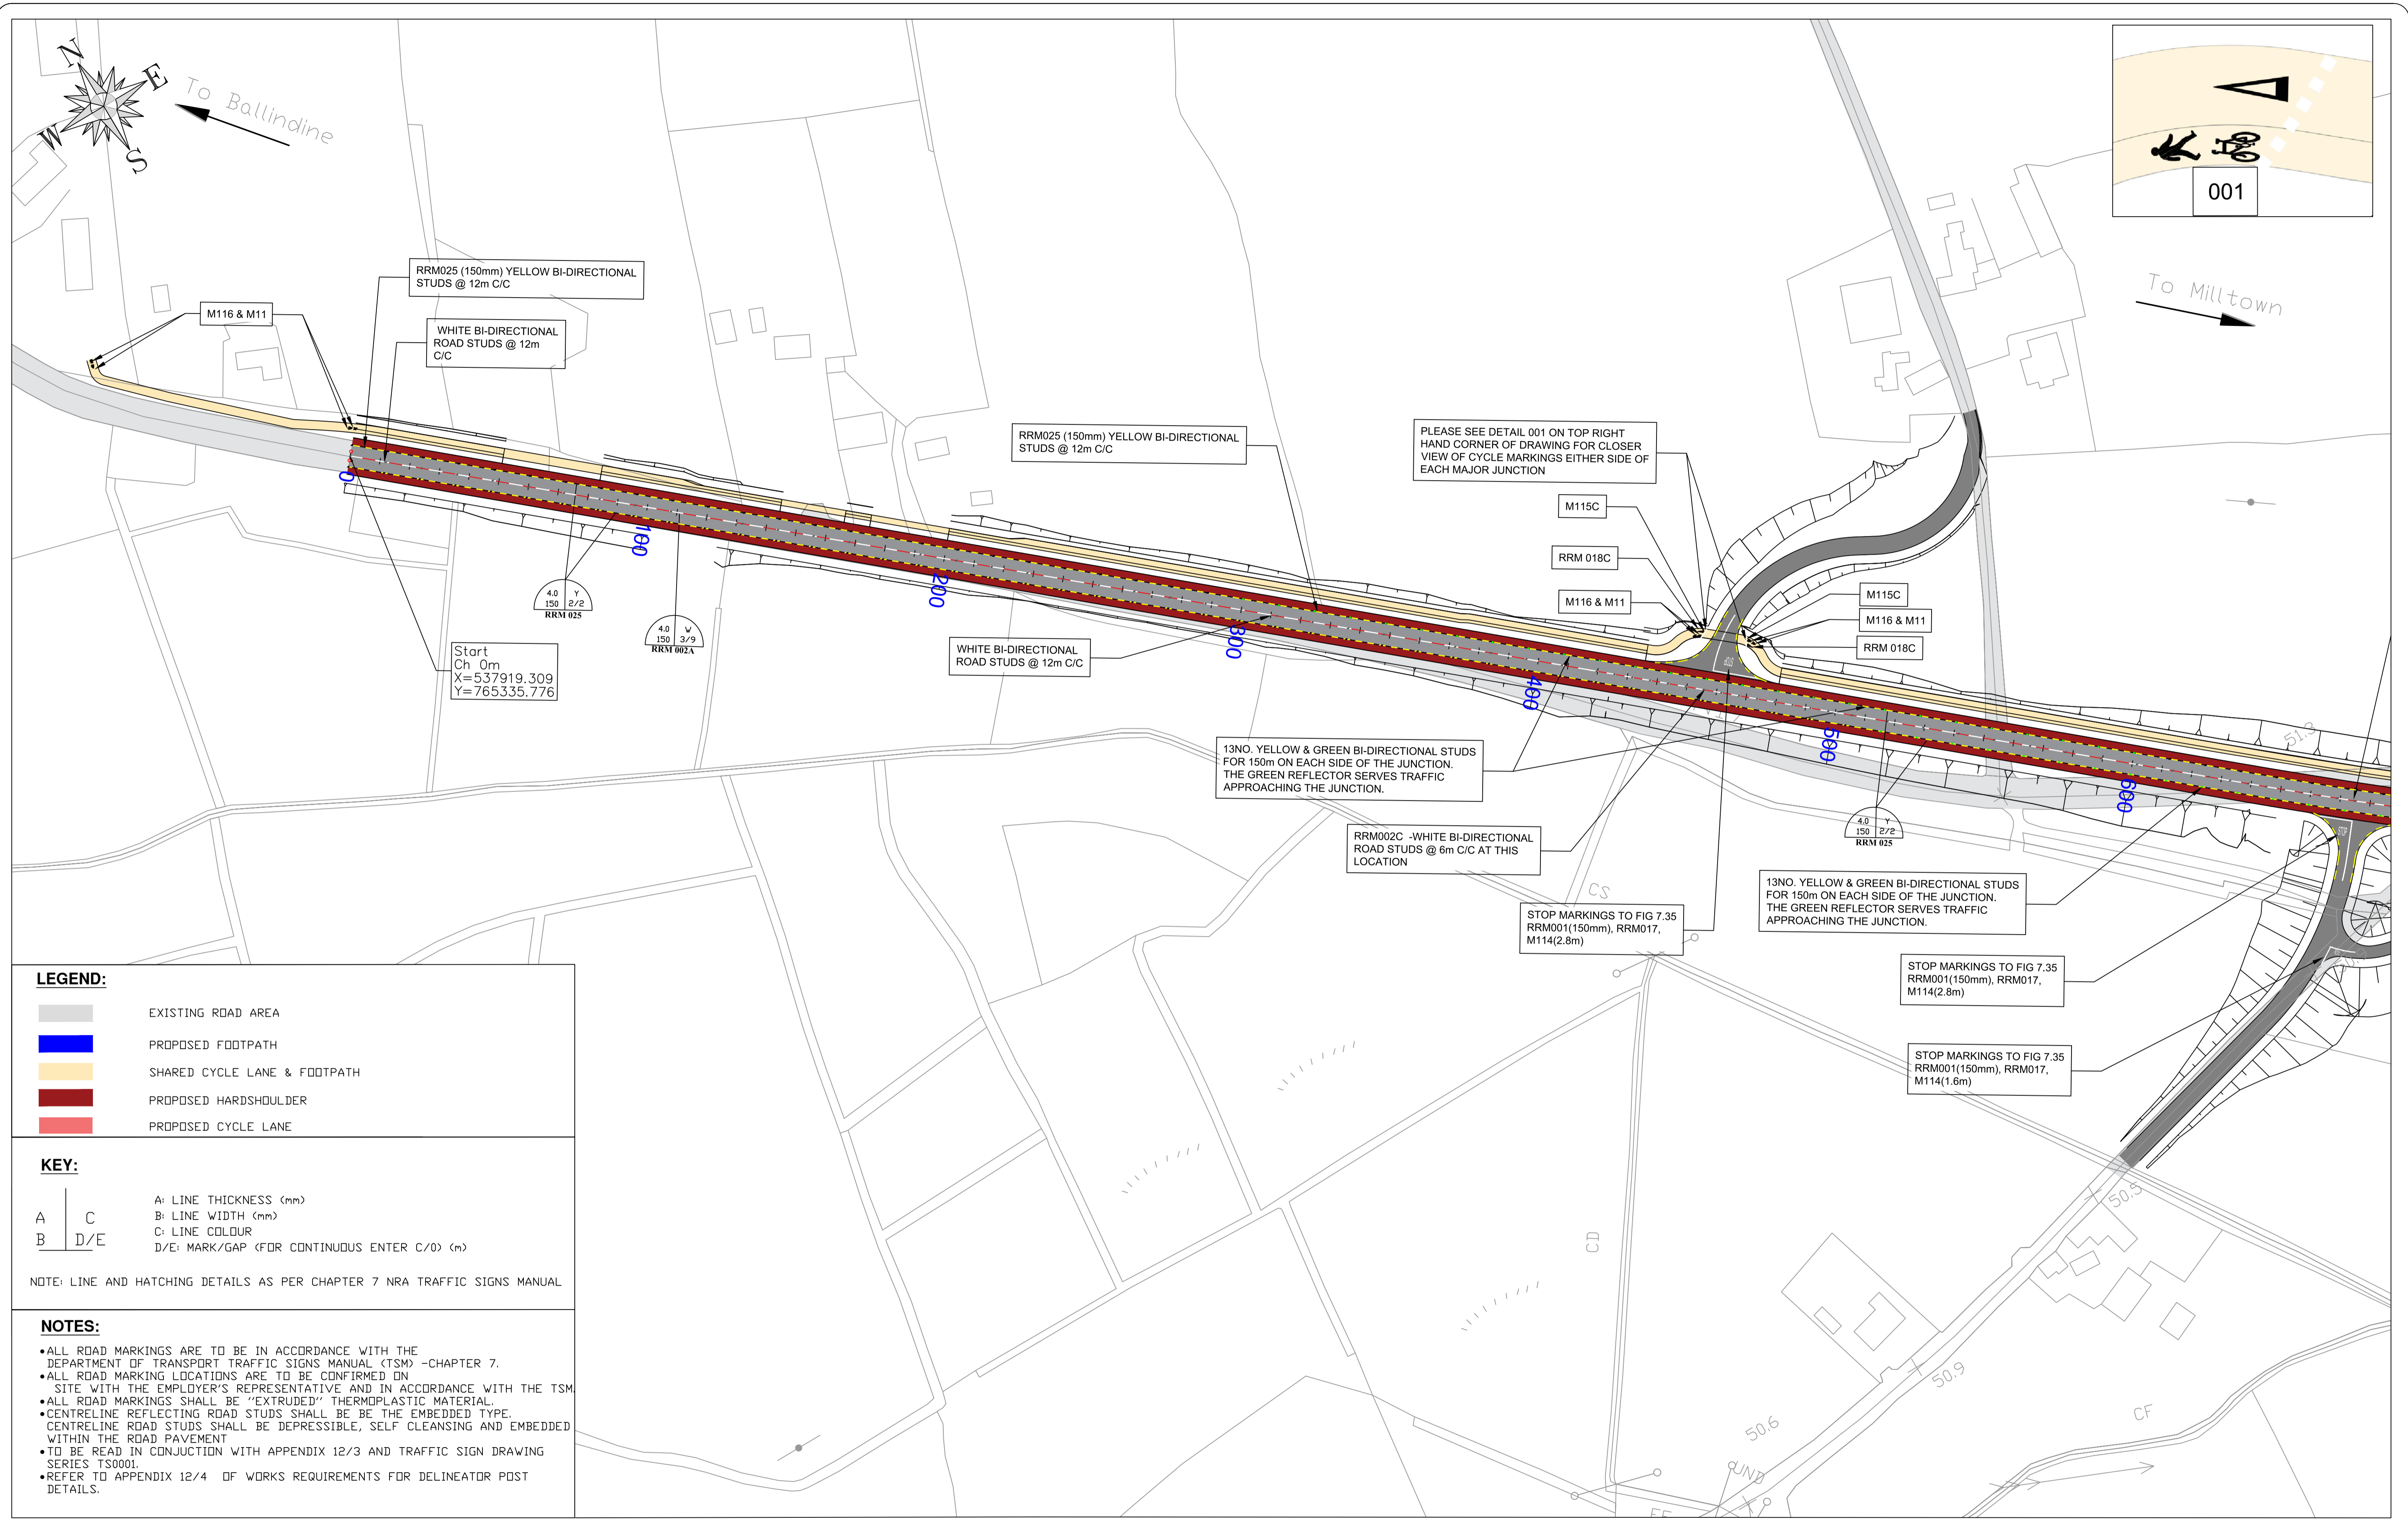 N
E
W
S
To Ballindine
001
To Milltown
RRM025 (150mm) YELLOW BI-DIRECTIONAL
STUDS @ 12m C/C
M116 & M11
WHITE BI-DIRECTIONAL
ROAD STUDS @ 12m
C/C
RRM025 (150mm) YELLOW BI-DIRECTIONAL
STUDS @ 12m C/C
PLEASE SEE DETAIL 001 ON TOP RIGHT
HAND CORNER OF DRAWING FOR CLOSER
VIEW OF CYCLE MARKINGS EITHER SIDE OF
EACH MAJOR JUNCTION
M115C
RRM 018C
M116 & M11
M115C
M116 & M11
RRM 018C
0
100
200
300
400
500
600
4.0 Y
150 2/2
RRM 025
4.0 W
150 3/9
RRM 002A
Start
Ch 0m
X=537919.309
Y=765335.776
WHITE BI-DIRECTIONAL
ROAD STUDS @ 12m C/C
51.3
13NO. YELLOW & GREEN BI-DIRECTIONAL STUDS
FOR 150m ON EACH SIDE OF THE JUNCTION.
THE GREEN REFLECTOR SERVES TRAFFIC
APPROACHING THE JUNCTION.
4.0 Y
150 2/2
RRM 025
STOP
RRM002C -WHITE BI-DIRECTIONAL
ROAD STUDS @ 6m C/C AT THIS
LOCATION
CS
13NO. YELLOW & GREEN BI-DIRECTIONAL STUDS
FOR 150m ON EACH SIDE OF THE JUNCTION.
THE GREEN REFLECTOR SERVES TRAFFIC
APPROACHING THE JUNCTION.
STOP MARKINGS TO FIG 7.35
RRM001(150mm), RRM017,
M114(2.8m)
STOP MARKINGS TO FIG 7.35
RRM001(150mm), RRM017,
M114(2.8m)
STOP MARKINGS TO FIG 7.35
RRM001(150mm), RRM017,
M114(1.6m)
50.5
CD
50.9
50.6
CF
UND
LEGEND:
EXISTING ROAD AREA
PROPOSED FOOTPATH
SHARED CYCLE LANE & FOOTPATH
PROPOSED HARDSHOULDER
PROPOSED CYCLE LANE
KEY:
A C
B D/E
A: LINE THICKNESS (mm)
B: LINE WIDTH (mm)
C: LINE COLOUR
D/E: MARK/GAP (FOR CONTINUOUS ENTER C/0) (m)
NOTE: LINE AND HATCHING DETAILS AS PER CHAPTER 7 NRA TRAFFIC SIGNS MANUAL
NOTES:
•ALL ROAD MARKINGS ARE TO BE IN ACCORDANCE WITH THE
DEPARTMENT OF TRANSPORT TRAFFIC SIGNS MANUAL (TSM) -CHAPTER 7.
•ALL ROAD MARKING LOCATIONS ARE TO BE CONFIRMED ON
SITE WITH THE EMPLOYER'S REPRESENTATIVE AND IN ACCORDANCE WITH THE TSM.
•ALL ROAD MARKINGS SHALL BE "EXTRUDED" THERMOPLASTIC MATERIAL.
•CENTRELINE REFLECTING ROAD STUDS SHALL BE BE THE EMBEDDED TYPE.
CENTRELINE ROAD STUDS SHALL BE DEPRESSIBLE, SELF CLEANSING AND EMBEDDED
WITHIN THE ROAD PAVEMENT
•TO BE READ IN CONJUCTION WITH APPENDIX 12/3 AND TRAFFIC SIGN DRAWING
SERIES TS0001.
•REFER TO APPENDIX 12/4 OF WORKS REQUIREMENTS FOR DELINEATOR POST
DETAILS.